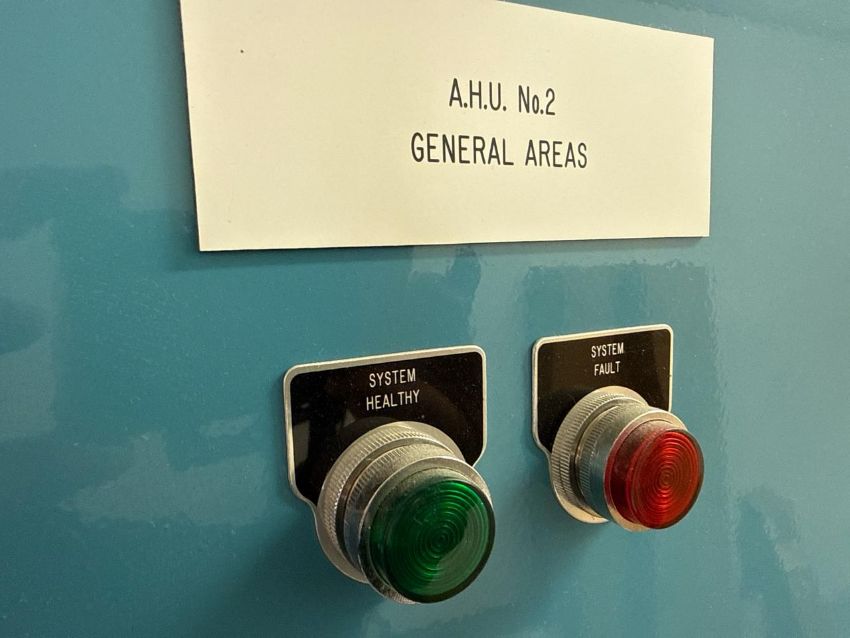 A.H.U. No.2
GENERAL AREAS
SYSTEM
HEALTHY
SYSTEM
FAULT